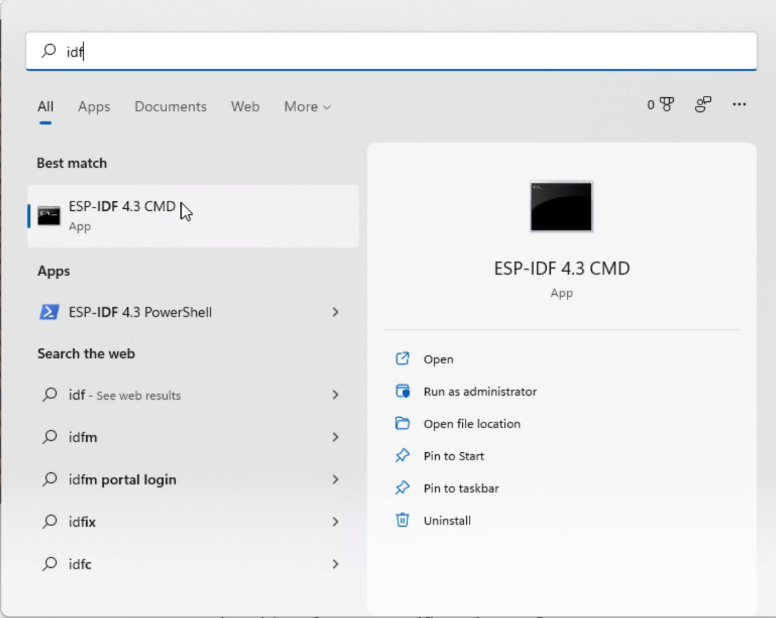 idf
All Apps Documents Web More
0
Best match
ESP-IDF 4.3 CMD
App
Apps
ESP-IDF 4.3 PowerShell
Search the web
idf - See web results
idfm
idfm portal login
idfix
idfc
ESP-IDF 4.3 CMD
App
Open
Run as administrator
Open file location
Pin to Start
Pin to taskbar
Uninstall